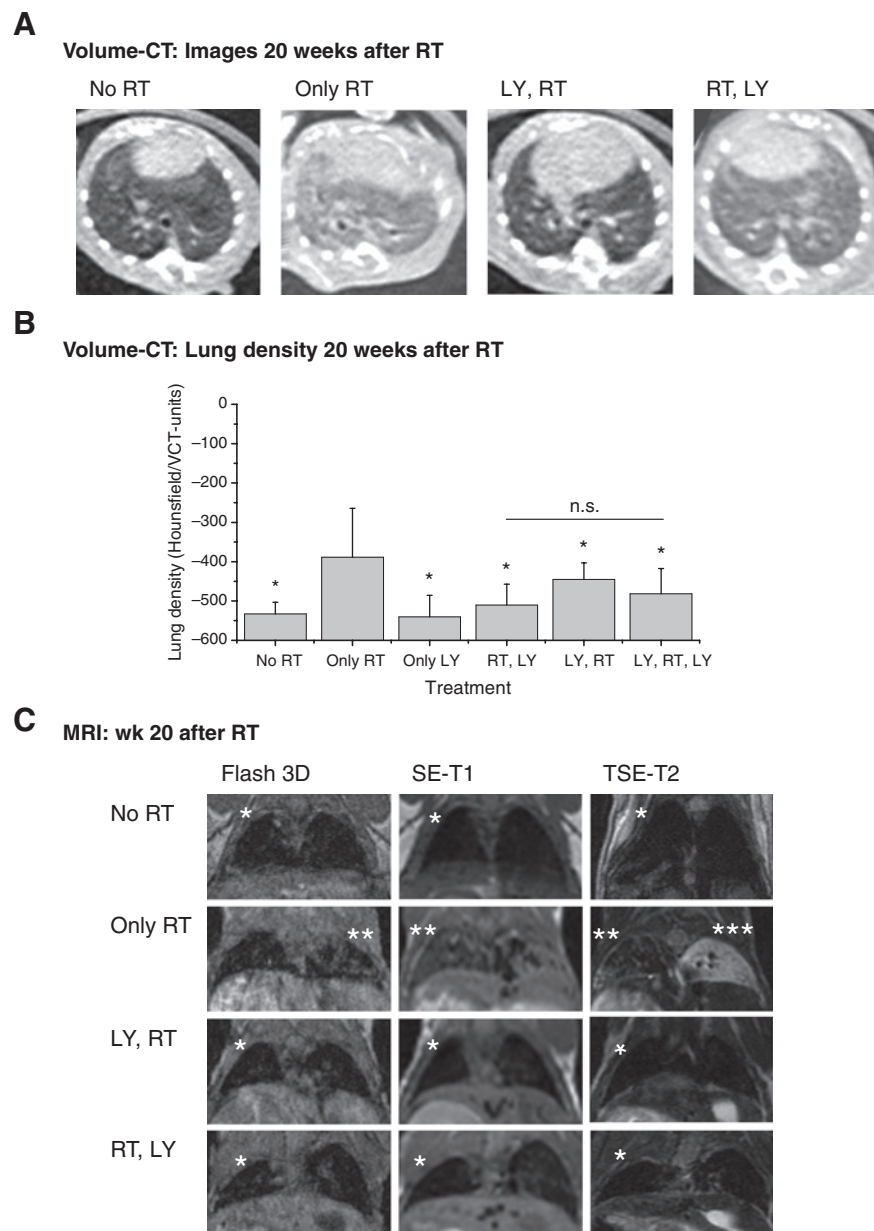 A
Volume-CT: Images 20 weeks after RT
No RT Only RT LY, RT RT, LY
B
Volume-CT: Lung density 20 weeks after RT
Lung density (Hounsfield/VCT-units)
0
–100
–200
–300
–400
–500
–600
n.s.
* * * * *
No RT Only RT Only LY RT, LY LY, RT LY, RT, LY
Treatment
C
MRI: wk 20 after RT
Flash 3D SE-T1 TSE-T2
No RT * * *
Only RT ** ** ** ***
LY, RT * * *
RT, LY * * *